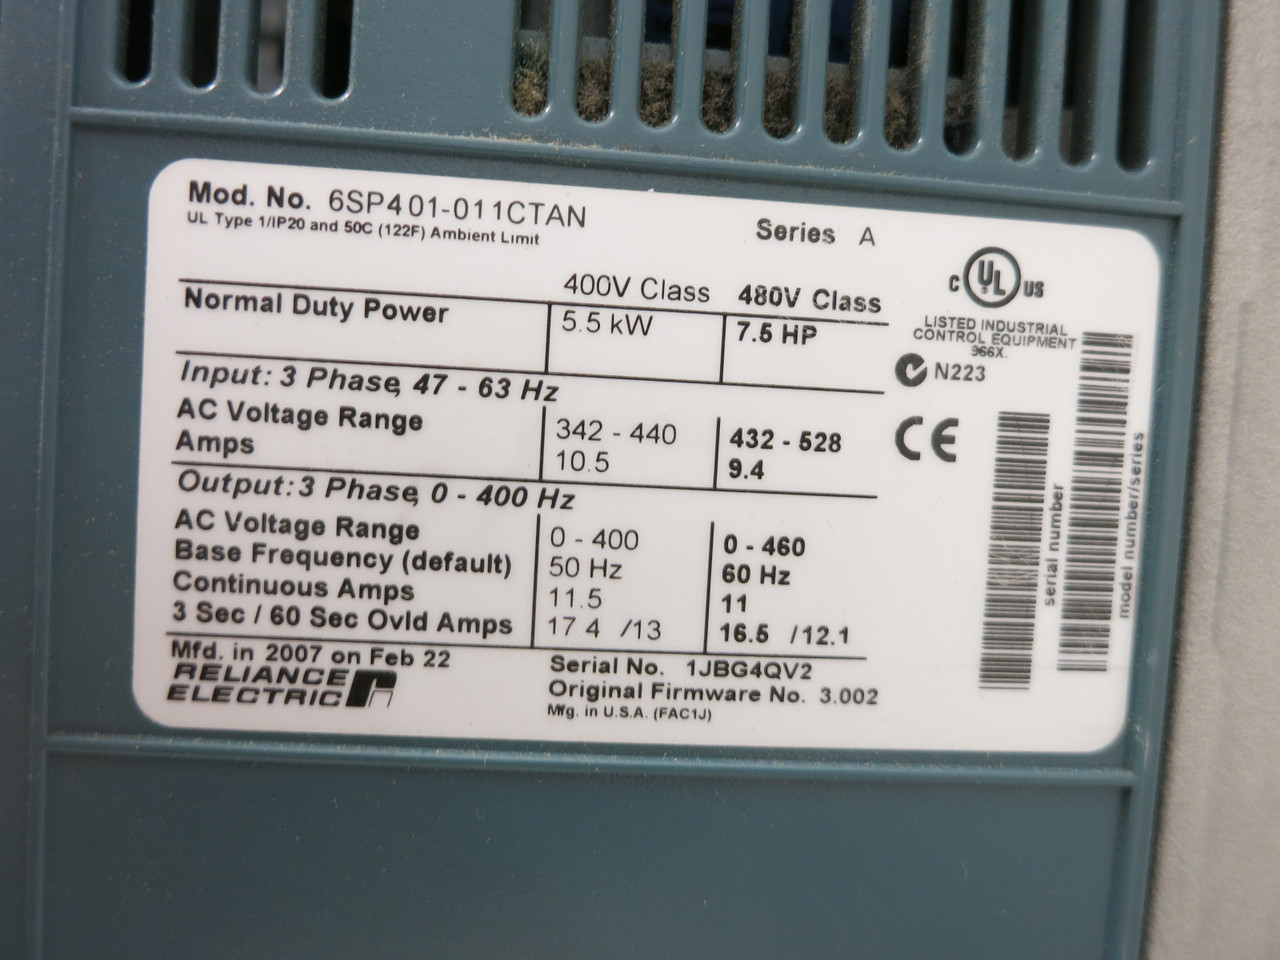 Mod. No. 6SP401-011CTAN
UL Type 1/IP20 and 50C (122F) Ambient Limit
Series A
400V Class 480V Class
Normal Duty Power 5.5 kW 7.5 HP
Input: 3 Phase, 47 - 63 Hz
AC Voltage Range 342 - 440 432 - 528
Amps 10.5 9.4
Output: 3 Phase, 0 - 400 Hz
AC Voltage Range 0 - 400 0 - 460
Base Frequency (default) 50 Hz 60 Hz
Continuous Amps 11.5 11
3 Sec / 60 Sec Ovld Amps 17 4 /13 16.5 /12.1
Mfd. in 2007 on Feb 22
RELIANCE
ELECTRIC
Serial No. 1JBG4QV2
Original Firmware No. 3.002
Mfg. in U.S.A. (FAC1J)
C UL US
LISTED INDUSTRIAL
CONTROL EQUIPMENT
966X.
N223
CE
serial number
model number/series